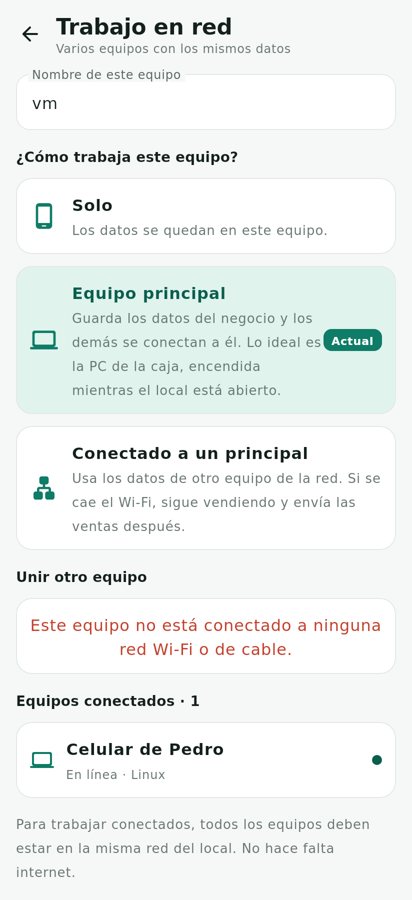 Trabajo en red
Varios equipos con los mismos datos
Nombre de este equipo
vm
¿Cómo trabaja este equipo?
Solo
Los datos se quedan en este equipo.
Equipo principal
Guarda los datos del negocio y los
demás se conectan a él. Lo ideal es
la PC de la caja, encendida
mientras el local está abierto.
Actual
Conectado a un principal
Usa los datos de otro equipo de la red. Si se
cae el Wi-Fi, sigue vendiendo y envía las
ventas después.
Unir otro equipo
Este equipo no está conectado a ninguna
red Wi-Fi o de cable.
Equipos conectados · 1
Celular de Pedro
En línea · Linux
Para trabajar conectados, todos los equipos deben
estar en la misma red del local. No hace falta
internet.